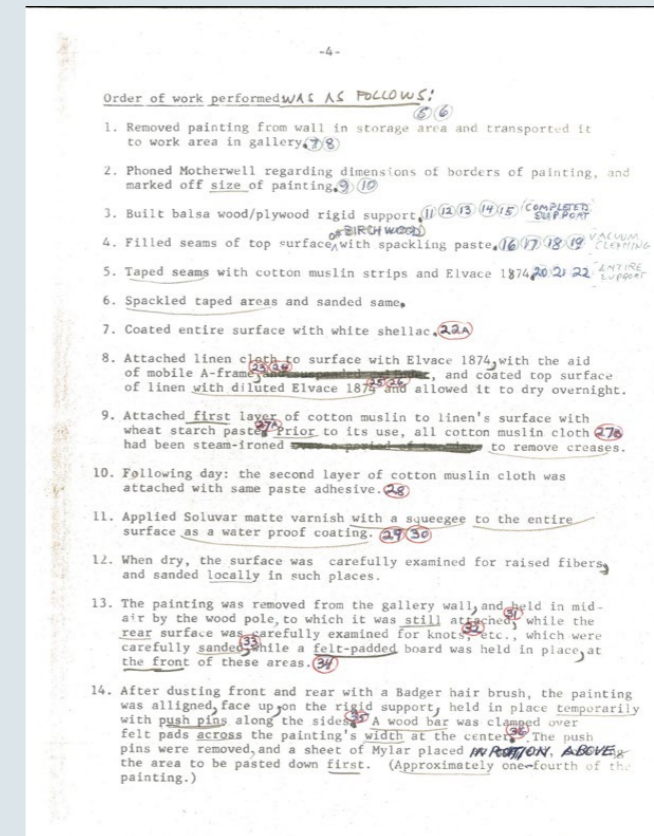 -4-
Order of work performed WAS AS FOLLOWS:
5 6
1. Removed painting from wall in storage area and transported it
to work area in gallery. 7 8
2. Phoned Motherwell regarding dimensions of borders of painting, and
marked off size of painting. 9 10
3. Built balsa wood/plywood rigid support. 11 12 13 14 15 COMPLETED SUPPORT
OF BIRCH WOOD
4. Filled seams of top surface with spackling paste. 16 17 18 19 VACUUM CLEANING
5. Taped seams with cotton muslin strips and Elvace 1874. 20 21 22 ENTIRE SUPPORT
6. Spackled taped areas and sanded same.
7. Coated entire surface with white shellac. 22A
8. Attached linen cloth to surface with Elvace 1874, with the aid
23 24
of mobile A-frame, and coated top surface
25 26
of linen with diluted Elvace 1874 and allowed it to dry overnight.
9. Attached first layer of cotton muslin to linen's surface with
27A
wheat starch paste. Prior to its use, all cotton muslin cloth 27B
had been steam-ironed to remove creases.
10. Following day: the second layer of cotton muslin cloth was
attached with same paste adhesive. 28
11. Applied Soluvar matte varnish with a squeegee to the entire
surface as a water proof coating. 29 30
12. When dry, the surface was carefully examined for raised fibers,
and sanded locally in such places.
13. The painting was removed from the gallery wall, and held in mid-
31
air by the wood pole, to which it was still attached, while the
32
rear surface was carefully examined for knots, etc., which were
33
carefully sanded, while a felt-padded board was held in place, at
the front of these areas. 34
14. After dusting front and rear with a Badger hair brush, the painting
was alligned, face up, on the rigid support, held in place temporarily
with push pins along the sides. 35 A wood bar was clamped over
felt pads across the painting's width at the center. 36 The push
pins were removed, and a sheet of Mylar placed IN POSITION, ABOVE
the area to be pasted down first. (Approximately one-fourth of the
painting.)